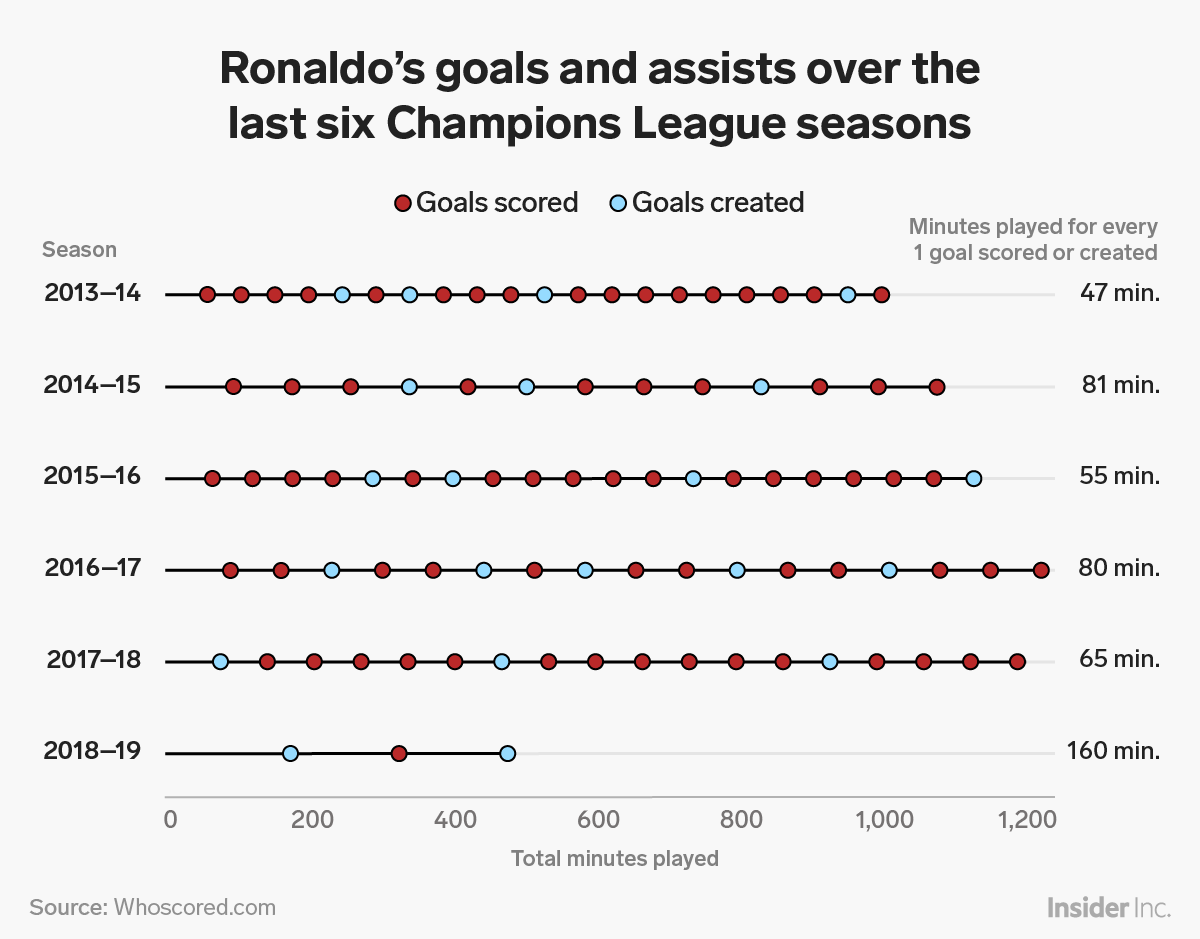 Ronaldo’s goals and assists over the
last six Champions League seasons
Goals scored Goals created
Minutes played for every
1 goal scored or created
Season
2013–14 47 min.
2014–15 81 min.
2015–16 55 min.
2016–17 80 min.
2017–18 65 min.
2018–19 160 min.
0 200 400 600 800 1,000 1,200
Total minutes played
Source: Whoscored.com Insider Inc.